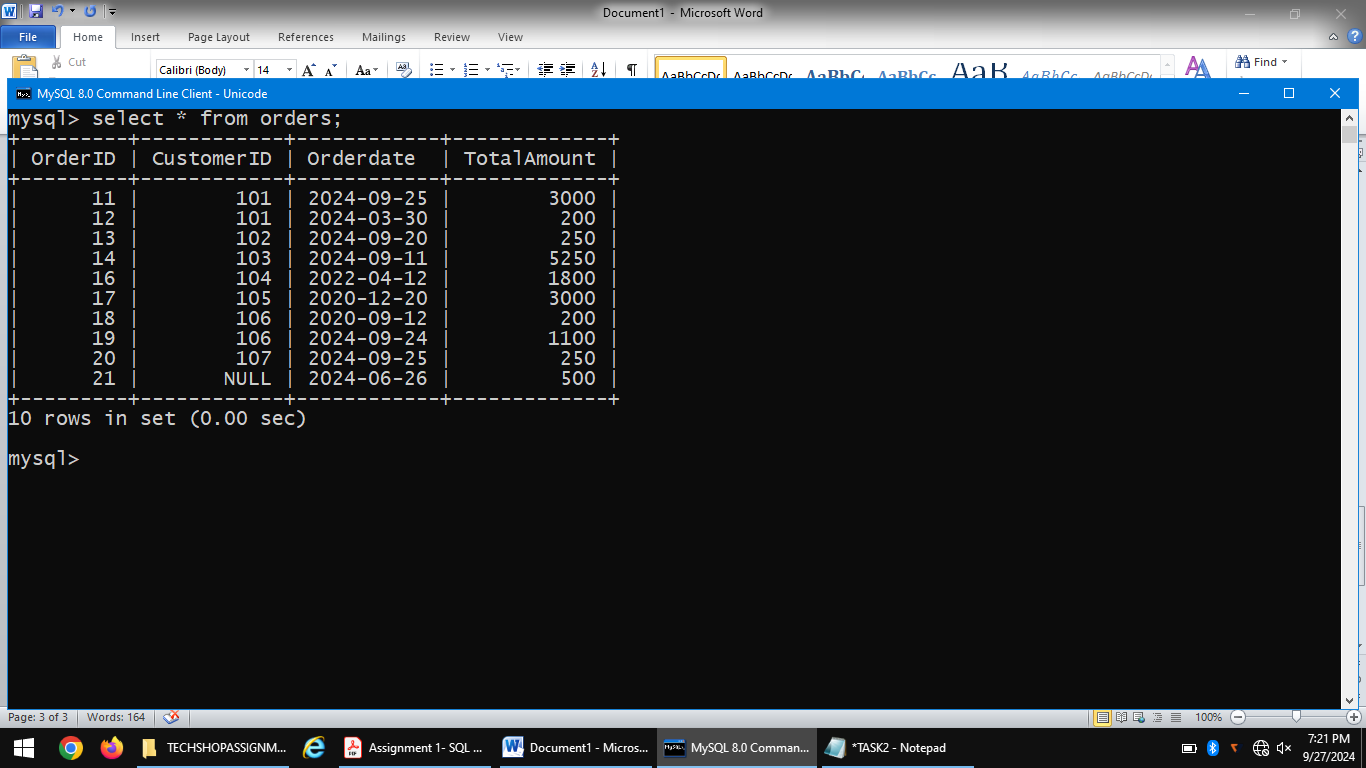 Document1 - Microsoft Word
File Home Insert Page Layout References Mailings Review View
Cut
Calibri (Body) 14 Aa Find
MySQL 8.0 Command Line Client - Unicode
mysql> select * from orders;
+---------+------------+------------+-------------+
| OrderID | CustomerID | Orderdate | TotalAmount |
+---------+------------+------------+-------------+
| 11 | 101 | 2024-09-25 | 3000 |
| 12 | 101 | 2024-03-30 | 200 |
| 13 | 102 | 2024-09-20 | 250 |
| 14 | 103 | 2024-09-11 | 5250 |
| 16 | 104 | 2022-04-12 | 1800 |
| 17 | 105 | 2020-12-20 | 3000 |
| 18 | 106 | 2020-09-12 | 200 |
| 19 | 106 | 2024-09-24 | 1100 |
| 20 | 107 | 2024-09-25 | 250 |
| 21 | NULL | 2024-06-26 | 500 |
+---------+------------+------------+-------------+
10 rows in set (0.00 sec)
mysql>
Page: 3 of 3 Words: 164 100%
TECHSHOPASSIGNM... Assignment 1- SQL ... Document1 - Micros... MySQL 8.0 Comman... *TASK2 - Notepad
7:21 PM
9/27/2024